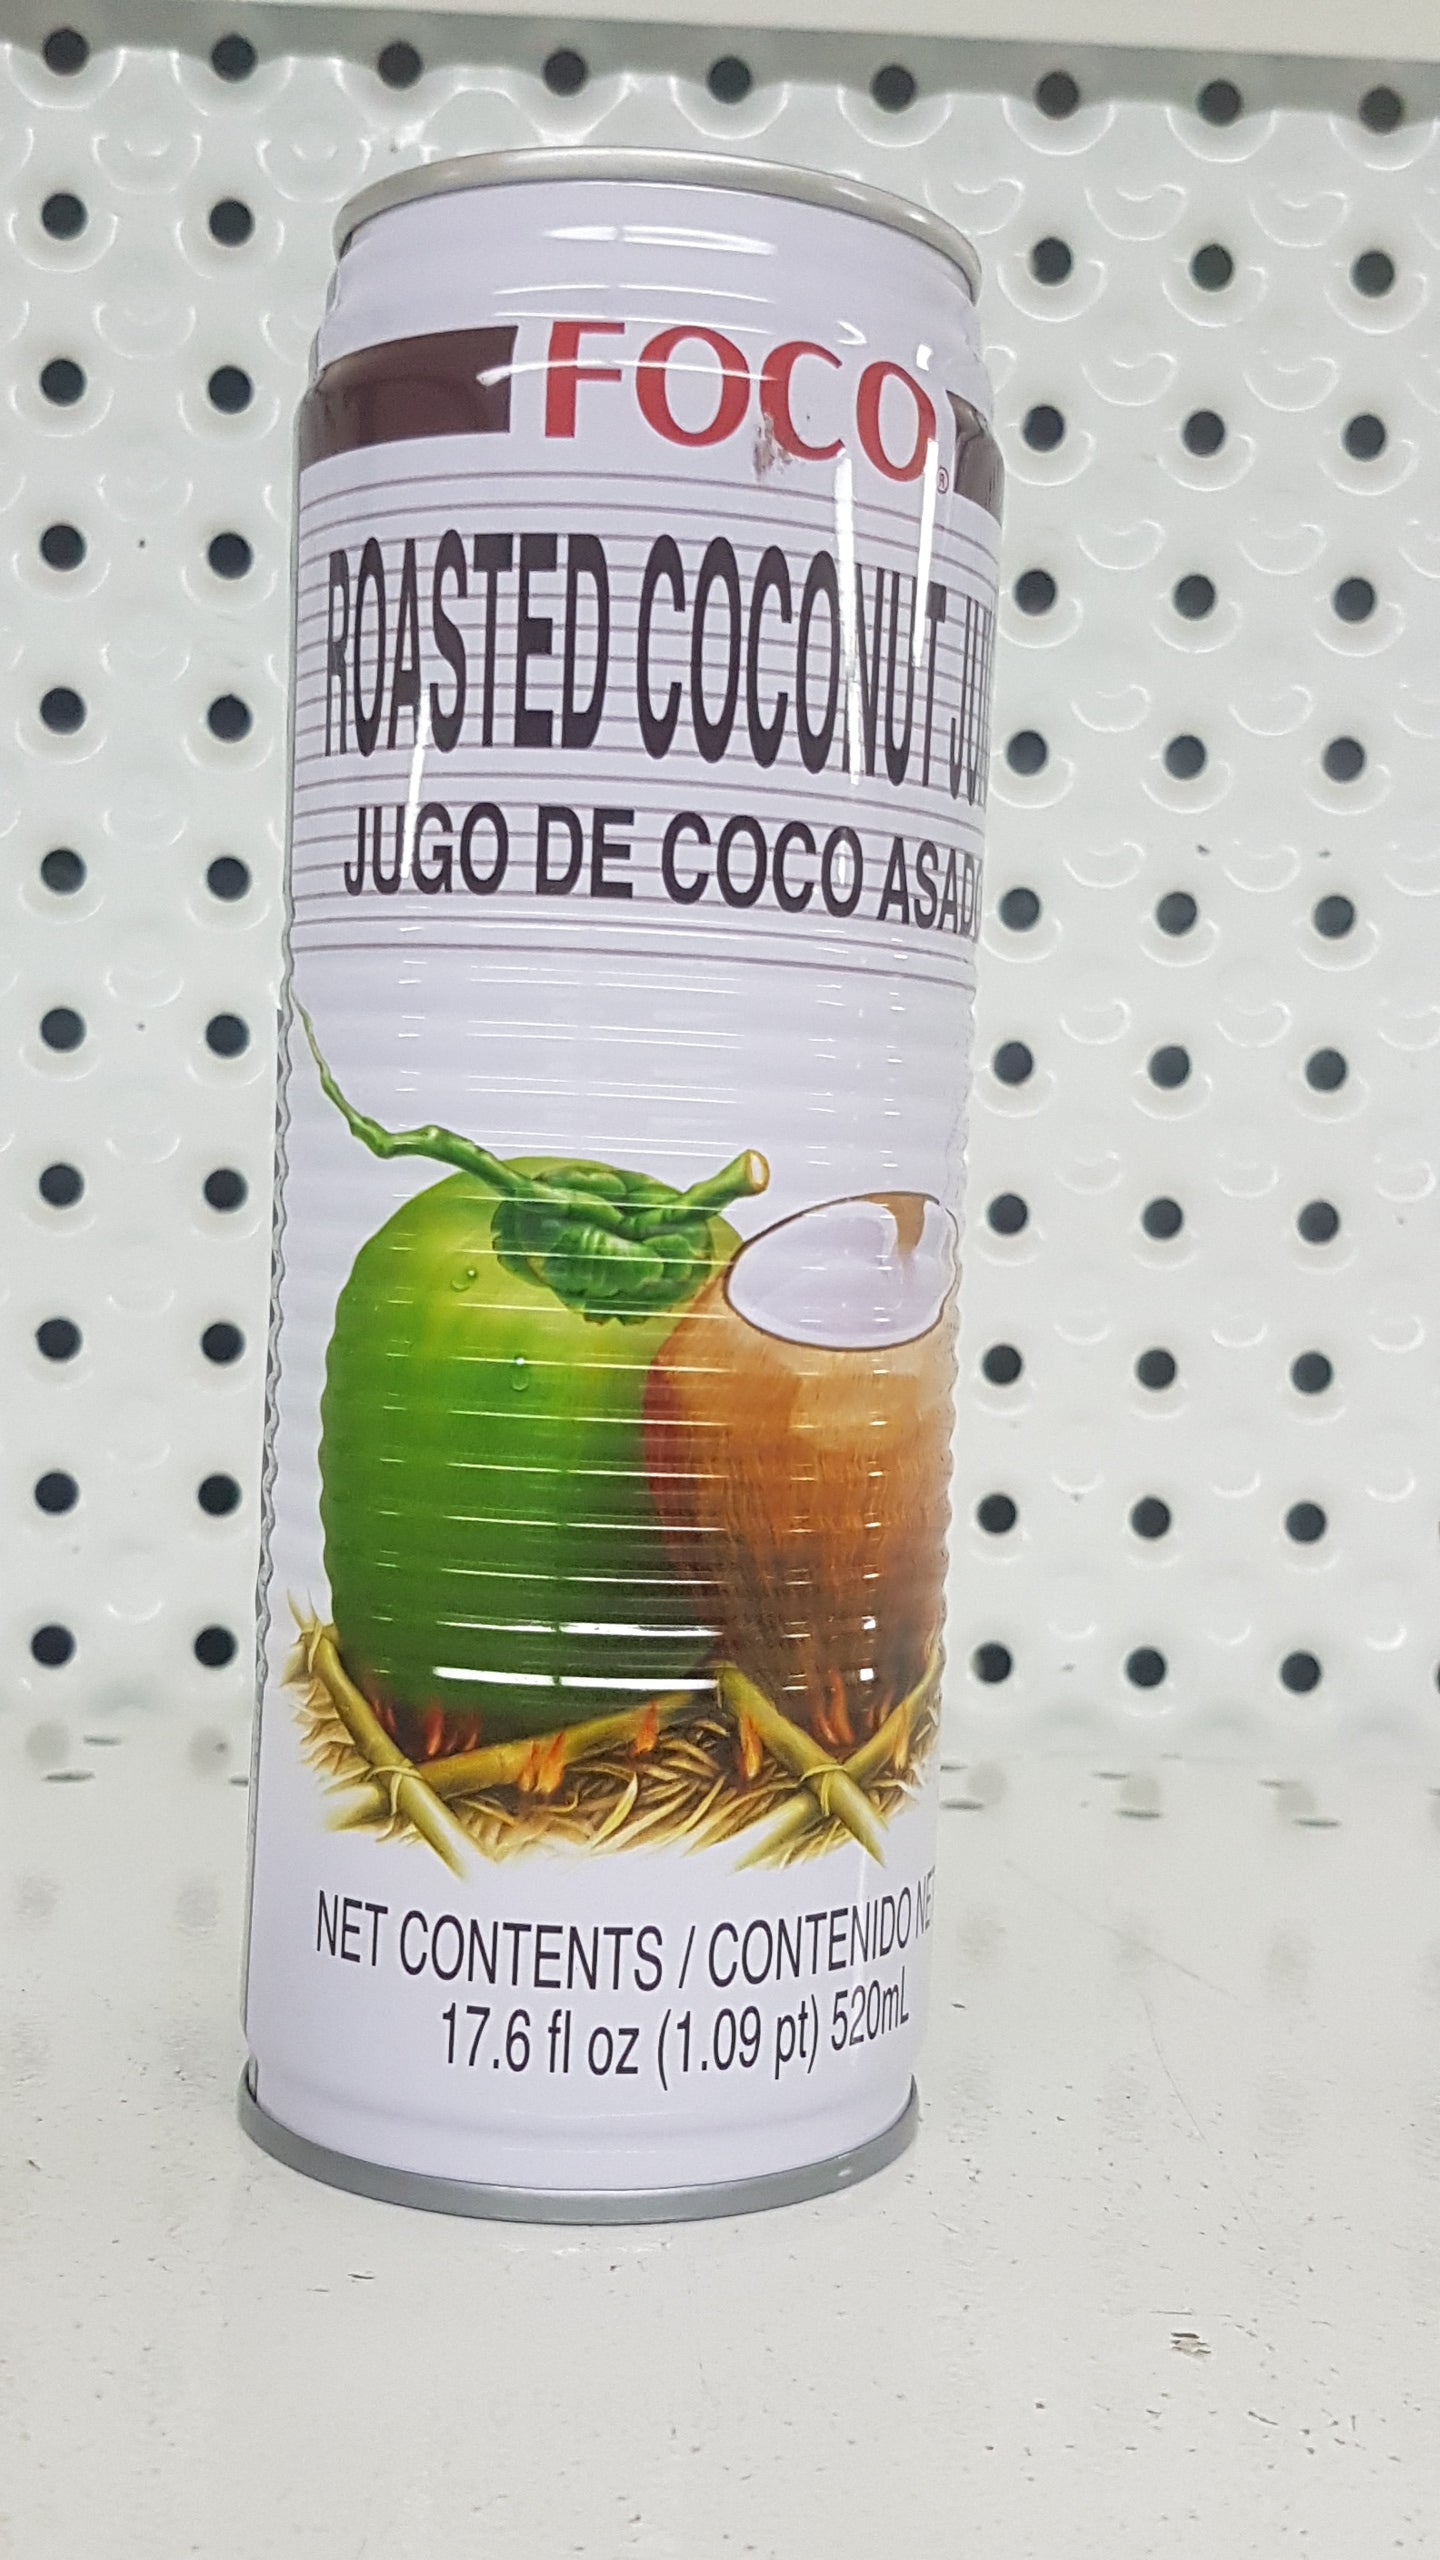 FOCO®
ROASTED COCONUT
JUGO DE COCO
NET CONTENTS / CONTENIDO
17.6 fl oz (1.09 pt) 520mL